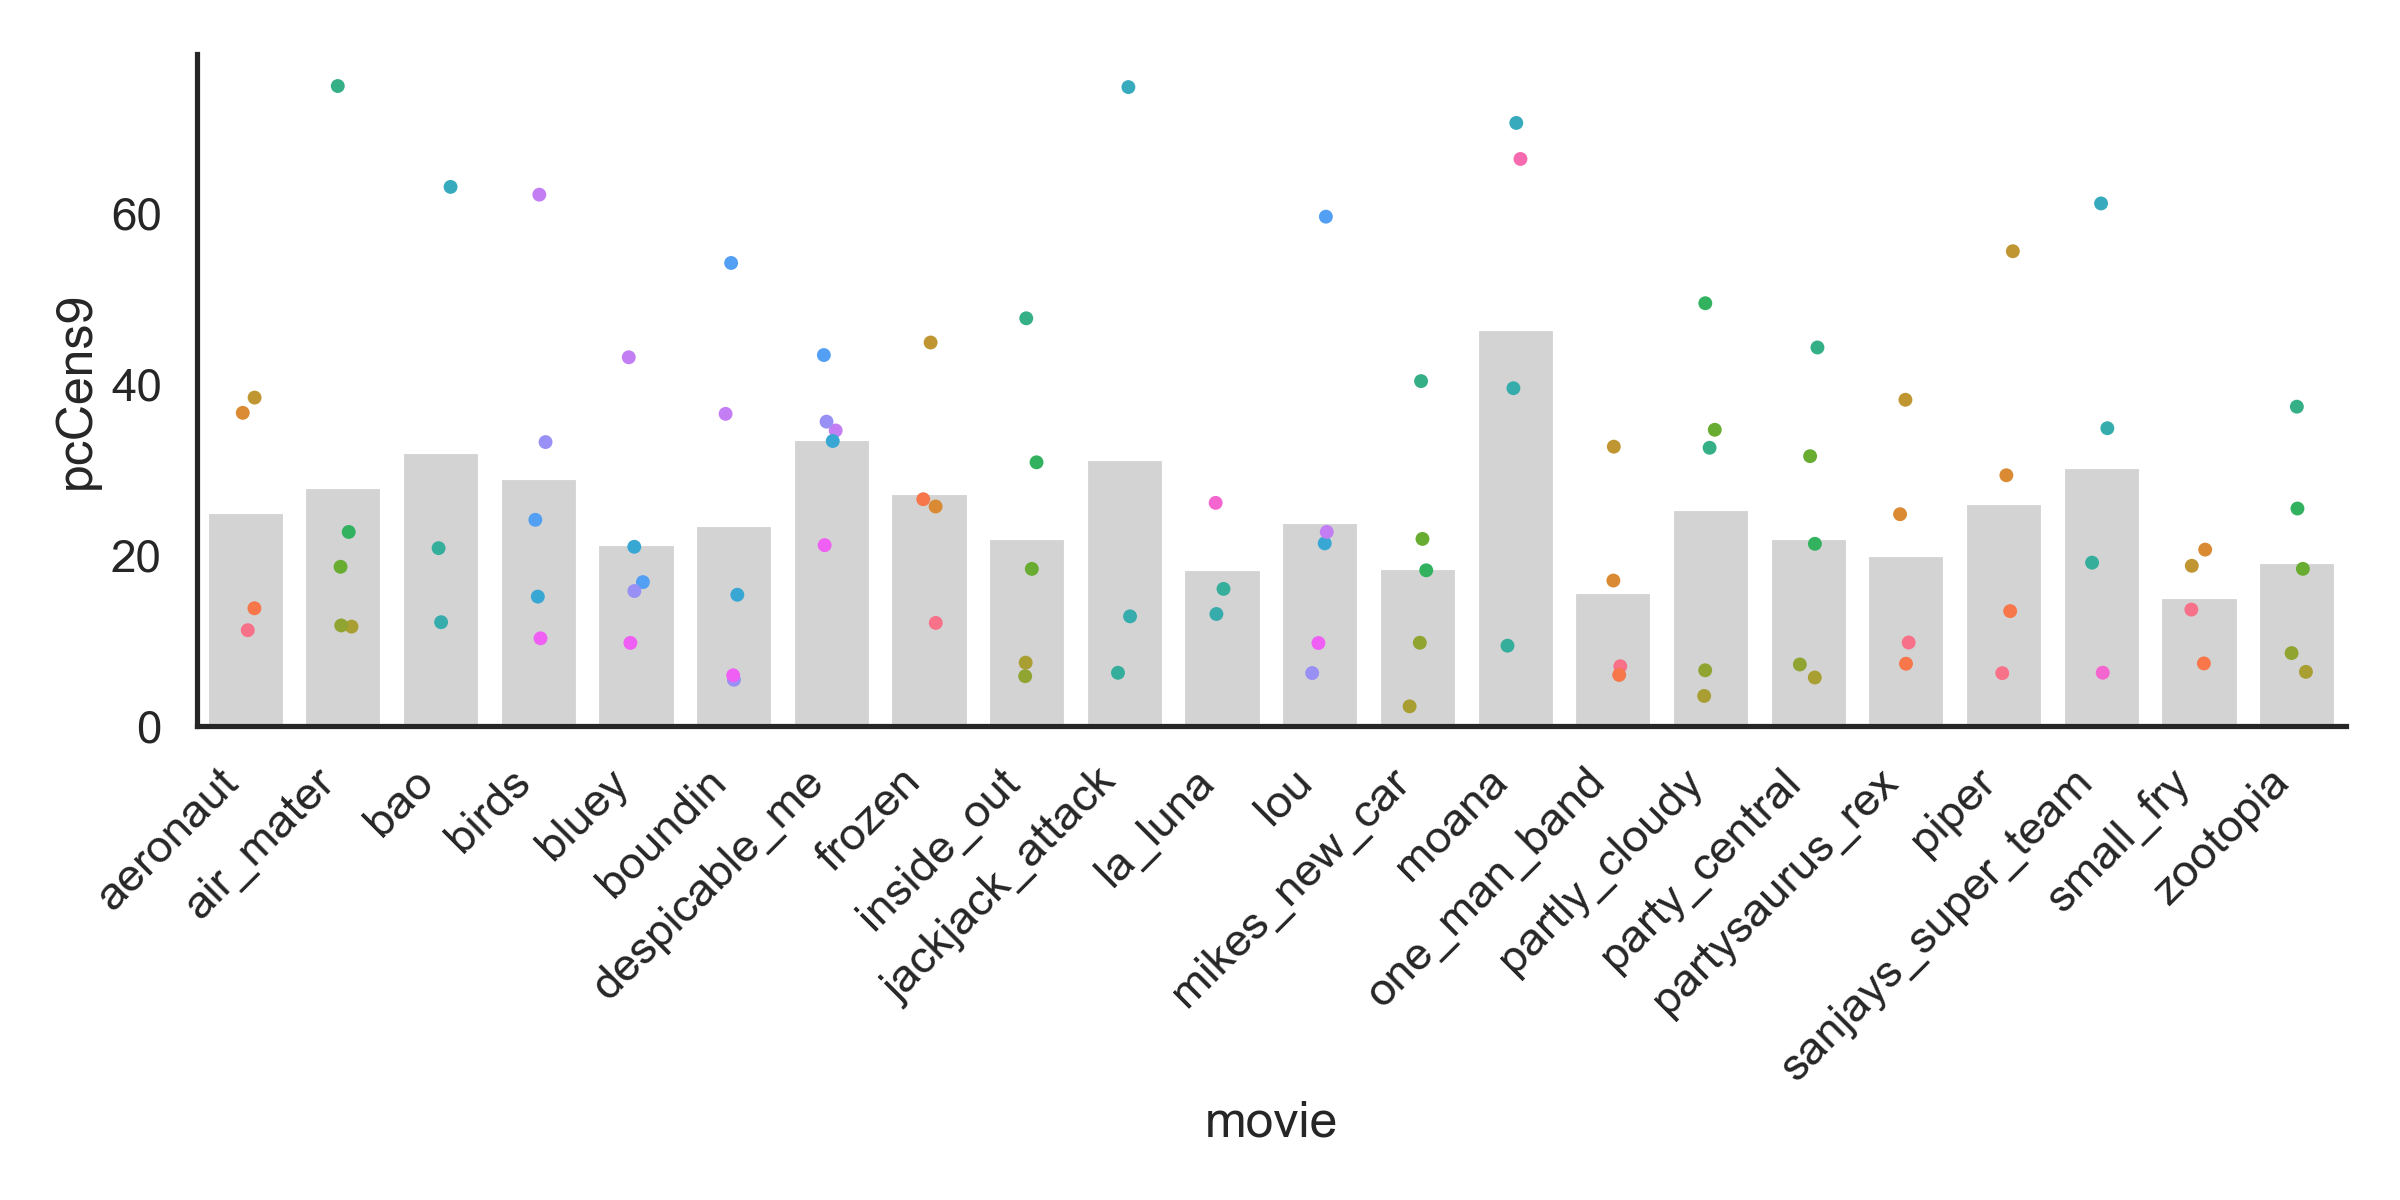 pcCens9
60
40
20
0
aeronaut
air_mater
bao
birds
bluey
boundin
despicable_me
frozen
inside_out
jackjack_attack
la_luna
lou
mikes_new_car
moana
one_man_band
partly_cloudy
party_central
partysaurus_rex
piper
sanjays_super_team
small_fry
zootopia
movie